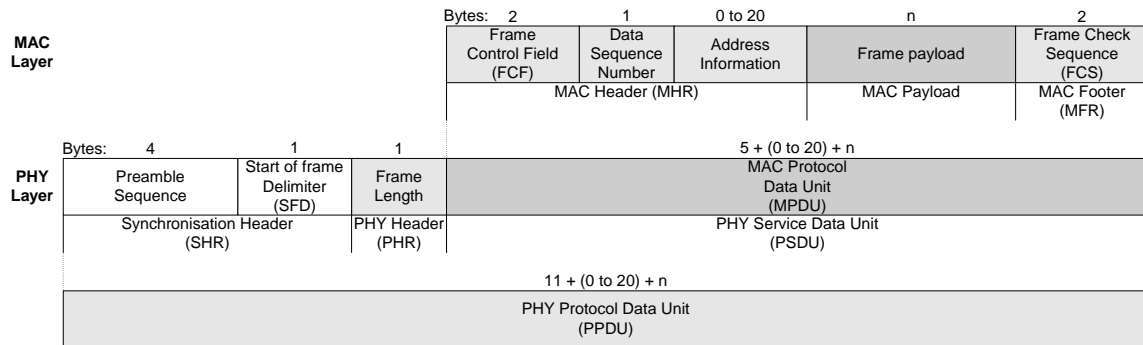 Bytes: 2 1 0 to 20 n 2
MAC
Layer
Frame
Control Field
(FCF)
Data
Sequence
Number
Address
Information
Frame payload
Frame Check
Sequence
(FCS)
MAC Header (MHR)
MAC Payload
MAC Footer
(MFR)
Bytes: 4 1 1 5 + (0 to 20) + n
PHY
Layer
Preamble
Sequence
Start of frame
Delimiter
(SFD)
Frame
Length
MAC Protocol
Data Unit
(MPDU)
Synchronisation Header
(SHR)
PHY Header
(PHR)
PHY Service Data Unit
(PSDU)
11 + (0 to 20) + n
PHY Protocol Data Unit
(PPDU)